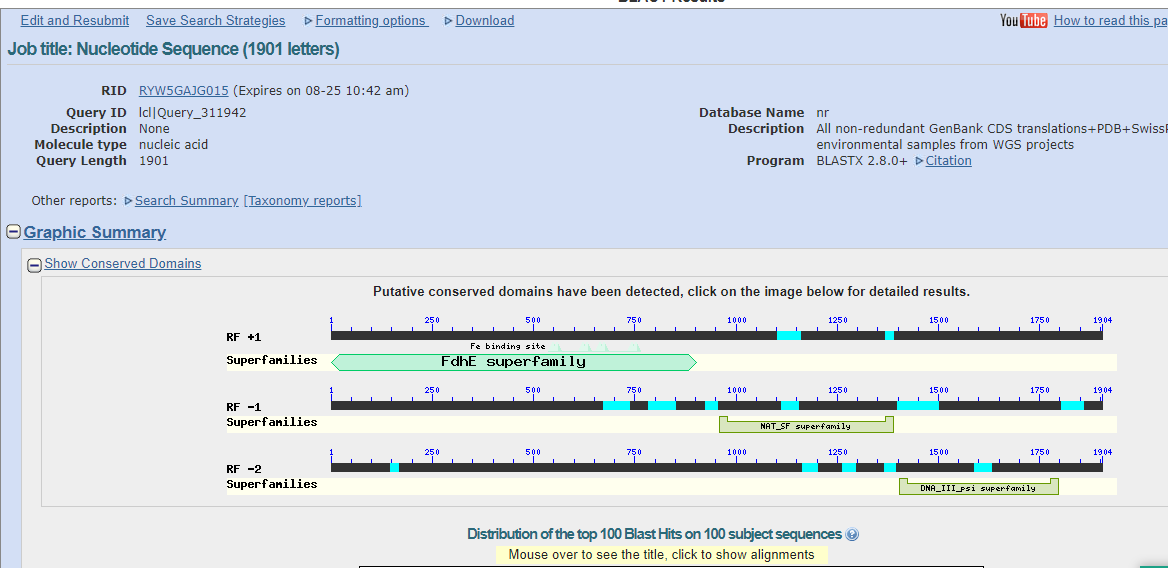 BLAST Results
Edit and Resubmit Save Search Strategies Formatting options Download YouTube How to read this pa
Job title: Nucleotide Sequence (1901 letters)
RID RYW5GAJG015 (Expires on 08-25 10:42 am)
Query ID lcl|Query_311942 Database Name nr
Description None Description All non-redundant GenBank CDS translations+PDB+SwissP
Molecule type nucleic acid environmental samples from WGS projects
Query Length 1901 Program BLASTX 2.8.0+ Citation
Other reports: Search Summary [Taxonomy reports]
Graphic Summary
Show Conserved Domains
Putative conserved domains have been detected, click on the image below for detailed results.
1 250 500 750 1000 1250 1500 1750 1904
RF +1
Fe binding site
Superfamilies FdhE superfamily
1 250 500 750 1000 1250 1500 1750 1904
RF -1
Superfamilies NAT_SF superfamily
1 250 500 750 1000 1250 1500 1750 1904
RF -2
Superfamilies DNA_III_psi superfamily
Distribution of the top 100 Blast Hits on 100 subject sequences ?
Mouse over to see the title, click to show alignments